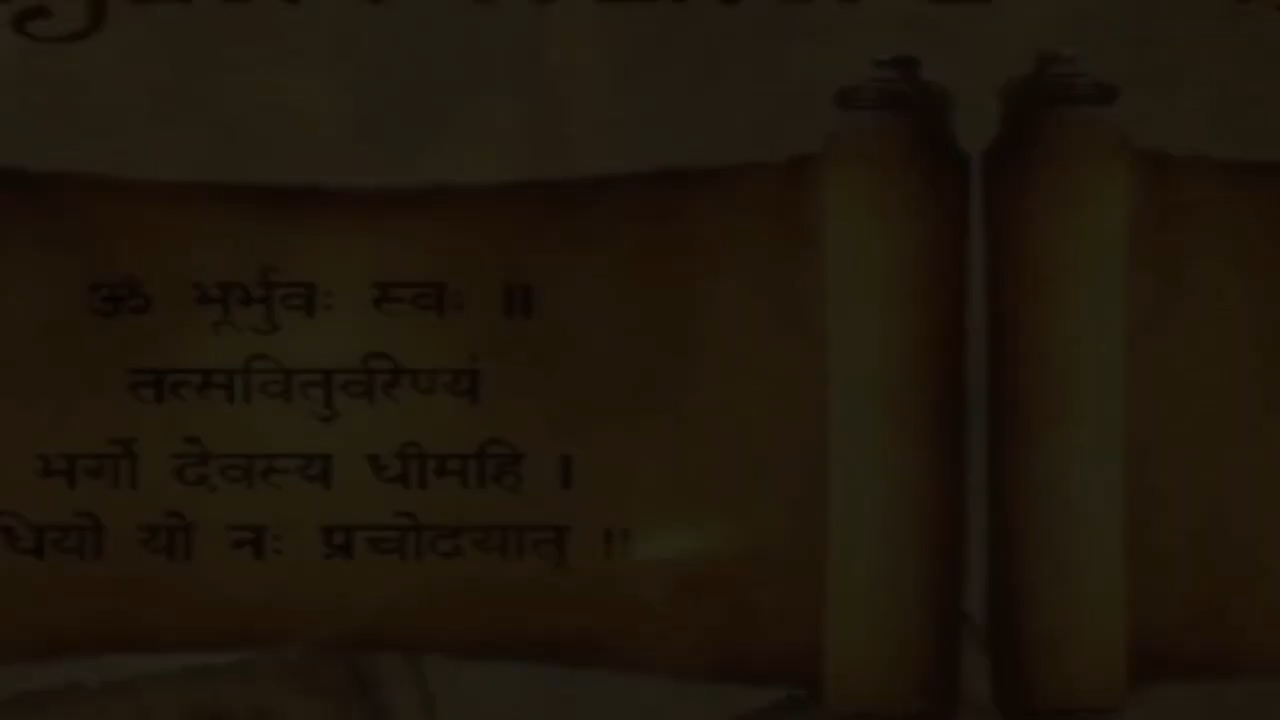 ॐ भूर्भुवः स्वः ॥
तत्सवितुर्वरेण्यं
भर्गो देवस्य धीमहि ।
धियो यो नः प्रचोदयात् ॥